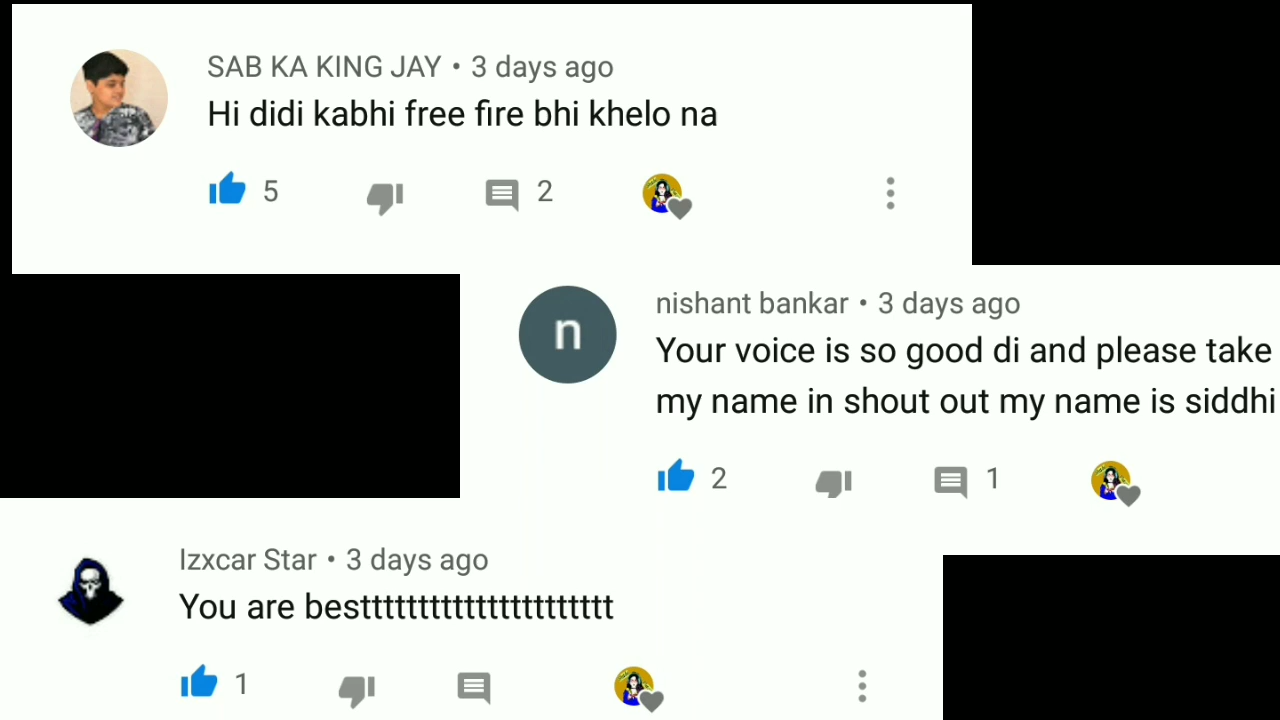 SAB KA KING JAY • 3 days ago
Hi didi kabhi free fire bhi khelo na
5 2
n
nishant bankar • 3 days ago
Your voice is so good di and please take
my name in shout out my name is siddhi
2 1
Izxcar Star • 3 days ago
You are besttttttttttttttttttttttt
1